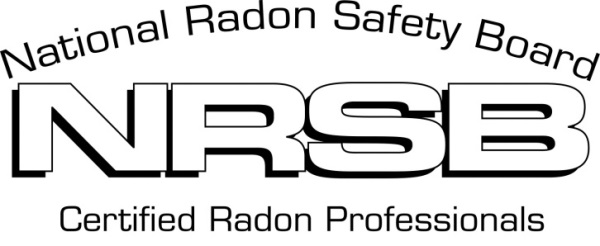 National Radon Safety Board
NRSB
Certified Radon Professionals